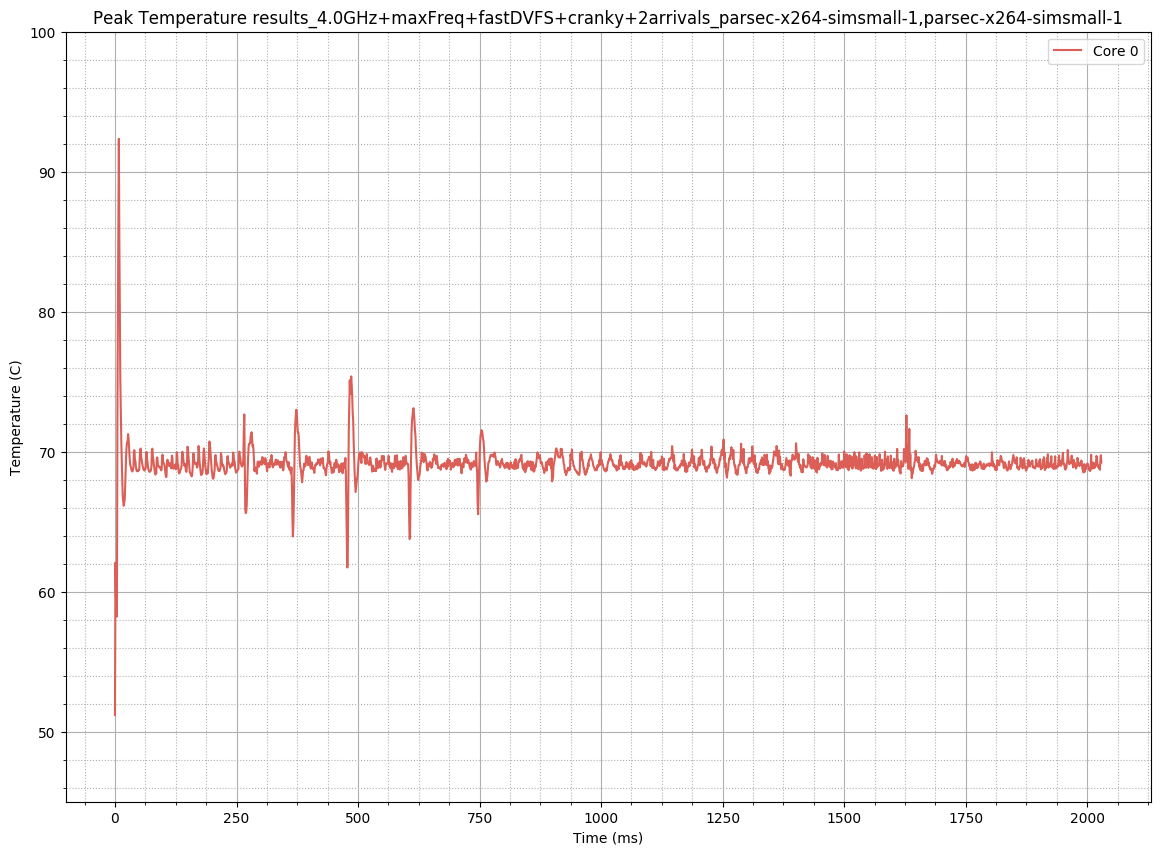 Peak Temperature results_4.0GHz+maxFreq+fastDVFS+cranky+2arrivals_parsec-x264-simsmall-1,parsec-x264-simsmall-1
Core 0
100
90
80
70
60
50
Temperature (C)
0 250 500 750 1000 1250 1500 1750 2000
Time (ms)